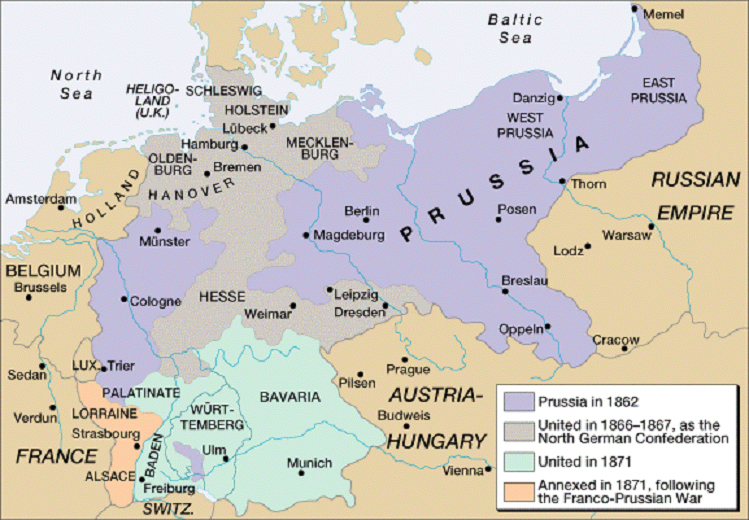 Memel
Baltic
Sea
North
Sea
HELIGO-
LAND
(U.K.)
SCHLESWIG
HOLSTEIN
Lübeck
Hamburg
MECKLEN-
BURG
Danzig
WEST
PRUSSIA
EAST
PRUSSIA
OLDEN-
BURG
Bremen
HANOVER
HOLLAND
Amsterdam
PRUSSIA
Thorn
RUSSIAN
EMPIRE
Berlin
Posen
Münster
Magdeburg
Warsaw
Lodz
BELGIUM
Brussels
Cologne
HESSE
Weimar
Leipzig
Dresden
Breslau
Oppeln
Cracow
Sedan
LUX.
Trier
Prague
Pilsen
PALATINATE
BAVARIA
AUSTRIA-
HUNGARY
Budweis
Verdun
LORRAINE
Strasbourg
WÜRT-
TEMBERG
FRANCE
BADEN
Ulm
ALSACE
Freiburg
Munich
Vienna
SWITZ.
Prussia in 1862
United in 1866–1867, as the
North German Confederation
United in 1871
Annexed in 1871, following
the Franco-Prussian War